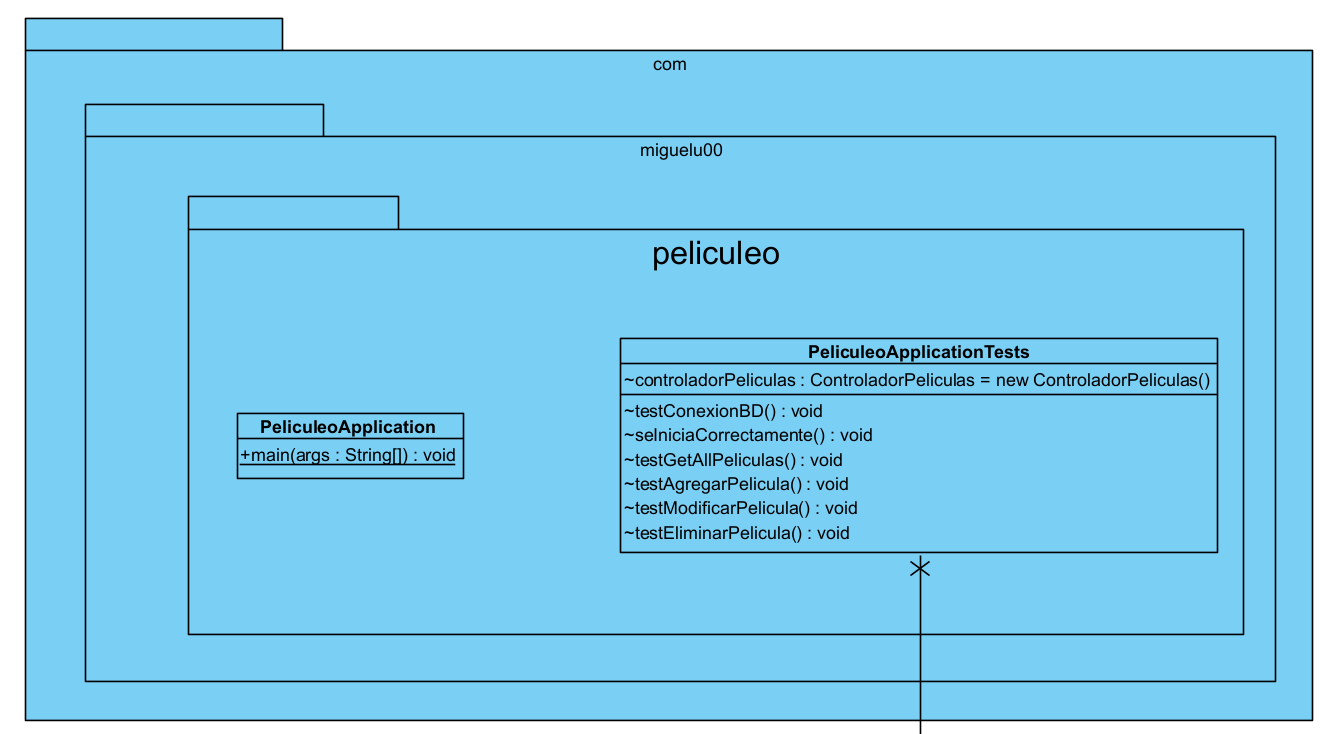 com
miguelu00
peliculeo
PeliculeoApplication
+main(args : String[]) : void
PeliculeoApplicationTests
~controladorPeliculas : ControladorPeliculas = new ControladorPeliculas()
~testConexionBD() : void
~seIniciaCorrectamente() : void
~testGetAllPeliculas() : void
~testAgregarPelicula() : void
~testModificarPelicula() : void
~testEliminarPelicula() : void